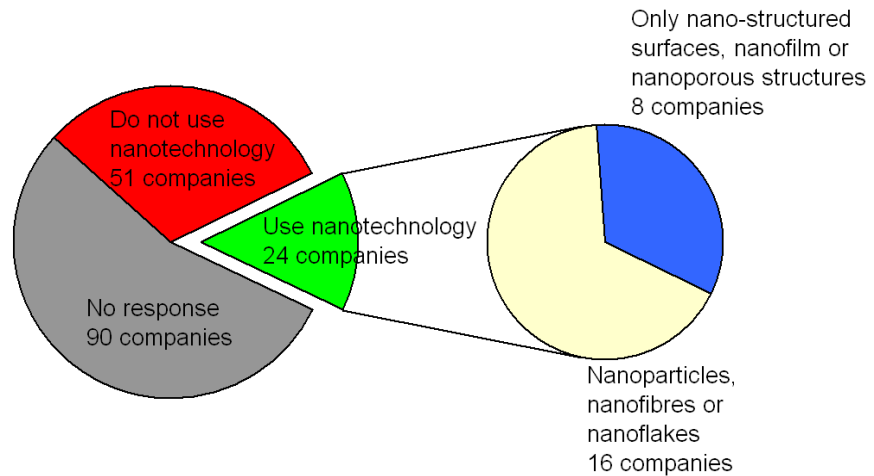 Only nano-structured
surfaces, nanofilm or
nanoporous structures
8 companies
Do not use
nanotechnology
51 companies
Use nanotechnology
24 companies
No response
90 companies
Nanoparticles,
nanofibres or
nanoflakes
16 companies